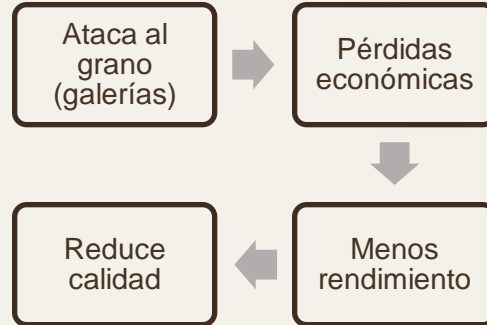 Ataca al
grano
(galerías)
Pérdidas
económicas
Menos
rendimiento
Reduce
calidad